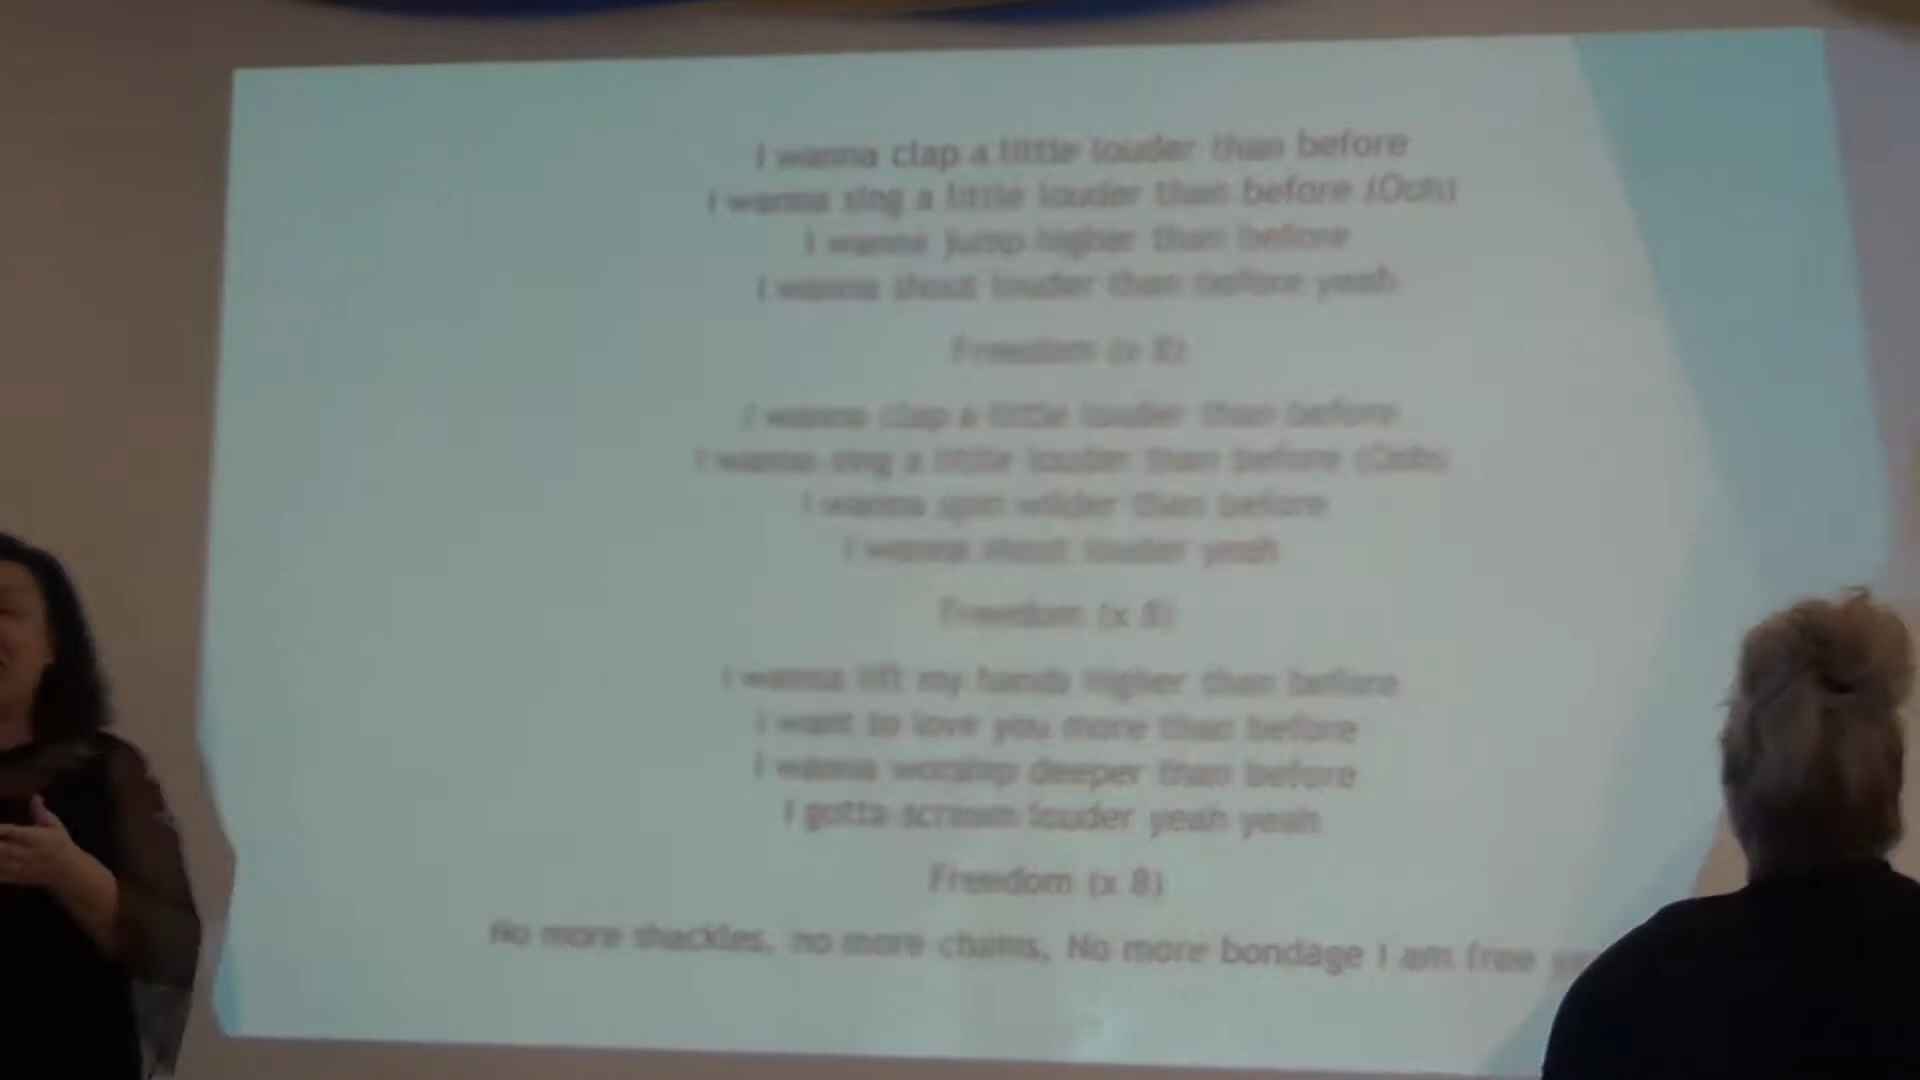 I wanna clap a little louder than before
I wanna sing a little louder than before (Ooh)
I wanna jump higher than before
I wanna shout louder than before yeah
Freedom (x 8)
I wanna clap a little louder than before
I wanna sing a little louder than before (Ooh)
I wanna spin wilder than before
I wanna shout louder yeah
Freedom (x 8)
I wanna lift my hands higher than before
I want to love you more than before
I wanna worship deeper than before
I gotta scream louder yeah yeah
Freedom (x 8)
No more shackles, no more chains, No more bondage I am free